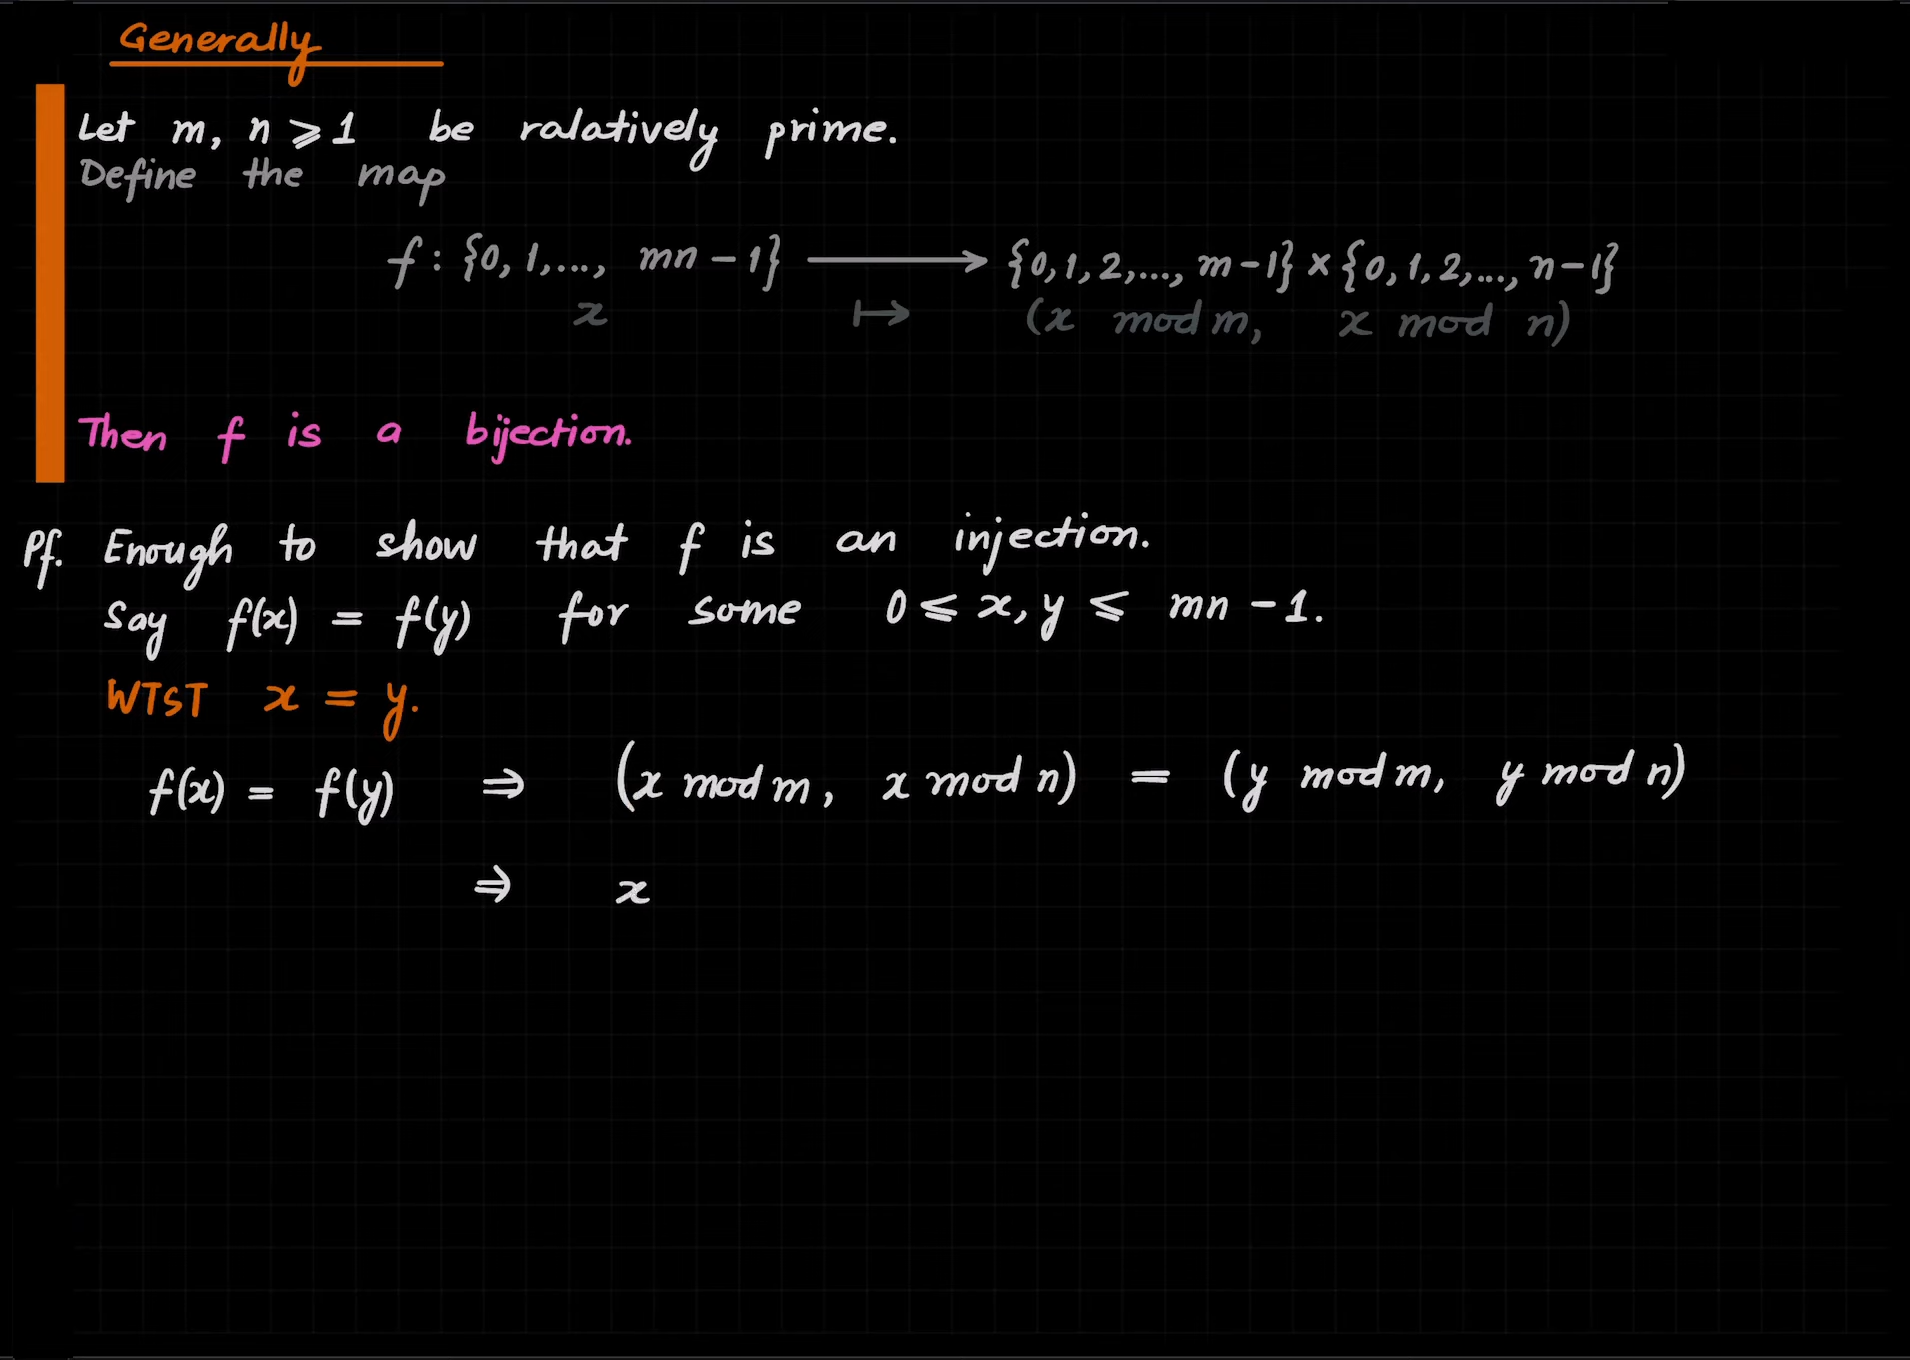 Generally
Let m, n ⩾ 1 be ralatively prime.
Define the map
f : {0, 1, ..., mn - 1} ⟶ {0, 1, 2, ..., m - 1} × {0, 1, 2, ..., n - 1}
x ↦ (x mod m, x mod n)
Then f is a bijection.
Pf. Enough to show that f is an injection.
Say f(x) = f(y) for some 0 ⩽ x, y ⩽ mn - 1.
WTST x = y.
f(x) = f(y) ⇒ (x mod m, x mod n) = (y mod m, y mod n)
⇒ x